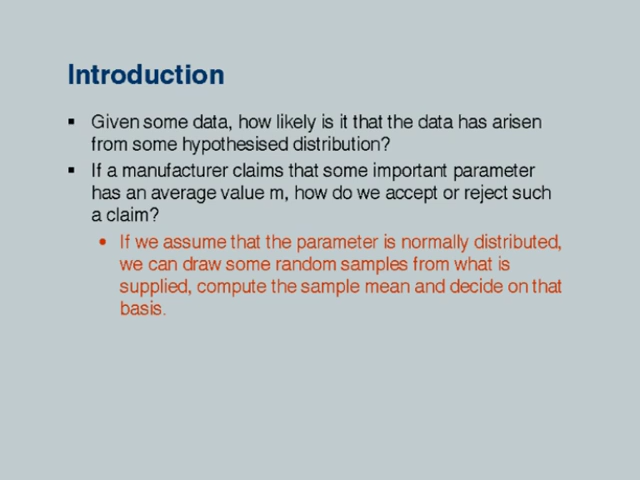 Introduction
▪ Given some data, how likely is it that the data has arisen
from some hypothesised distribution?
▪ If a manufacturer claims that some important parameter
has an average value m, how do we accept or reject such
a claim?
• If we assume that the parameter is normally distributed,
we can draw some random samples from what is
supplied, compute the sample mean and decide on that
basis.